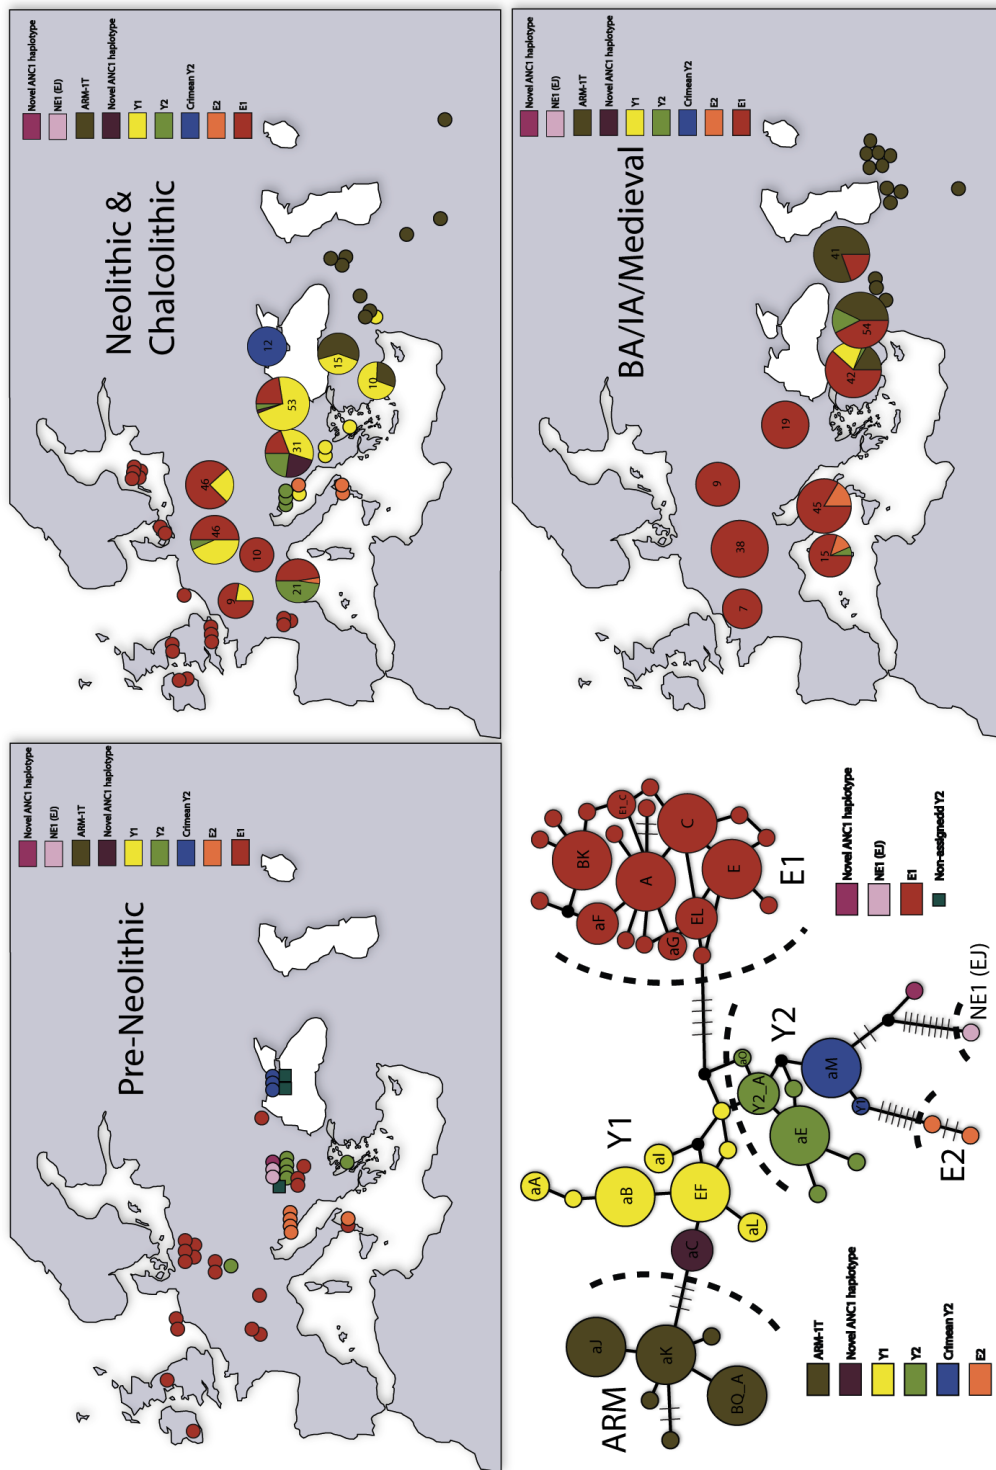 Pre-Neolithic
Novel ANC1 haplotype
NE1 (EJ)
ARM-1T
Novel ANC1 haplotype
Y1
Y2
Crimean Y2
E2
E1
Neolithic &
Chalcolithic
Novel ANC1 haplotype
NE1 (EJ)
ARM-1T
Novel ANC1 haplotype
Y1
Y2
Crimean Y2
E2
E1
46
46
9
10
21
31
53
12
15
10
ARM
aJ
aK
BQ_A
aC
Y1
aA
aB
EF
aI
aL
Y2
aO
Y2_A
aE
aM
Y1
E2
NE1 (EJ)
E1
E1_C
BK
C
A
E
aF
EL
aG
ARM-1T
Novel ANC1 haplotype
Y1
Y2
Crimean Y2
E2
Novel ANC1 haplotype
NE1 (EJ)
E1
Non-assignedd Y2
BA/IA/Medieval
Novel ANC1 haplotype
NE1 (EJ)
ARM-1T
Novel ANC1 haplotype
Y1
Y2
Crimean Y2
E2
E1
7
38
9
19
15
45
42
54
41